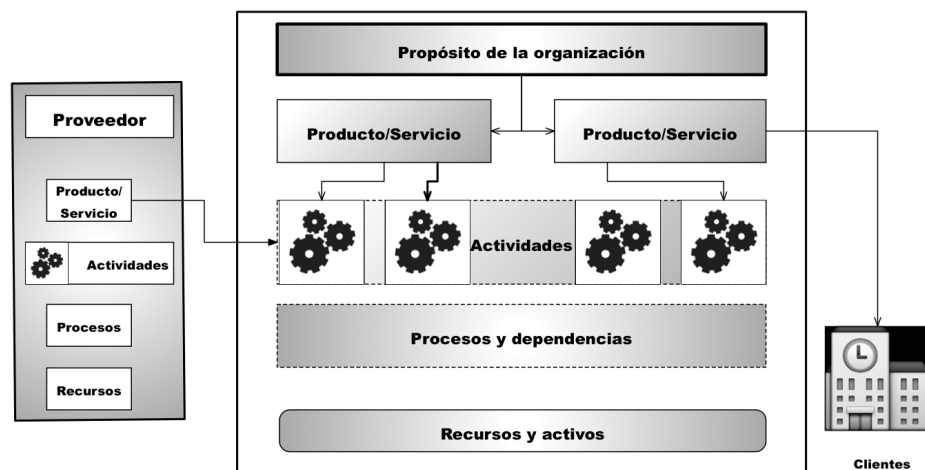 Propósito de la organización
Proveedor
Producto/Servicio
Producto/Servicio
Producto/
Servicio
Actividades
Actividades
Procesos
Procesos y dependencias
Recursos
Recursos y activos
Clientes